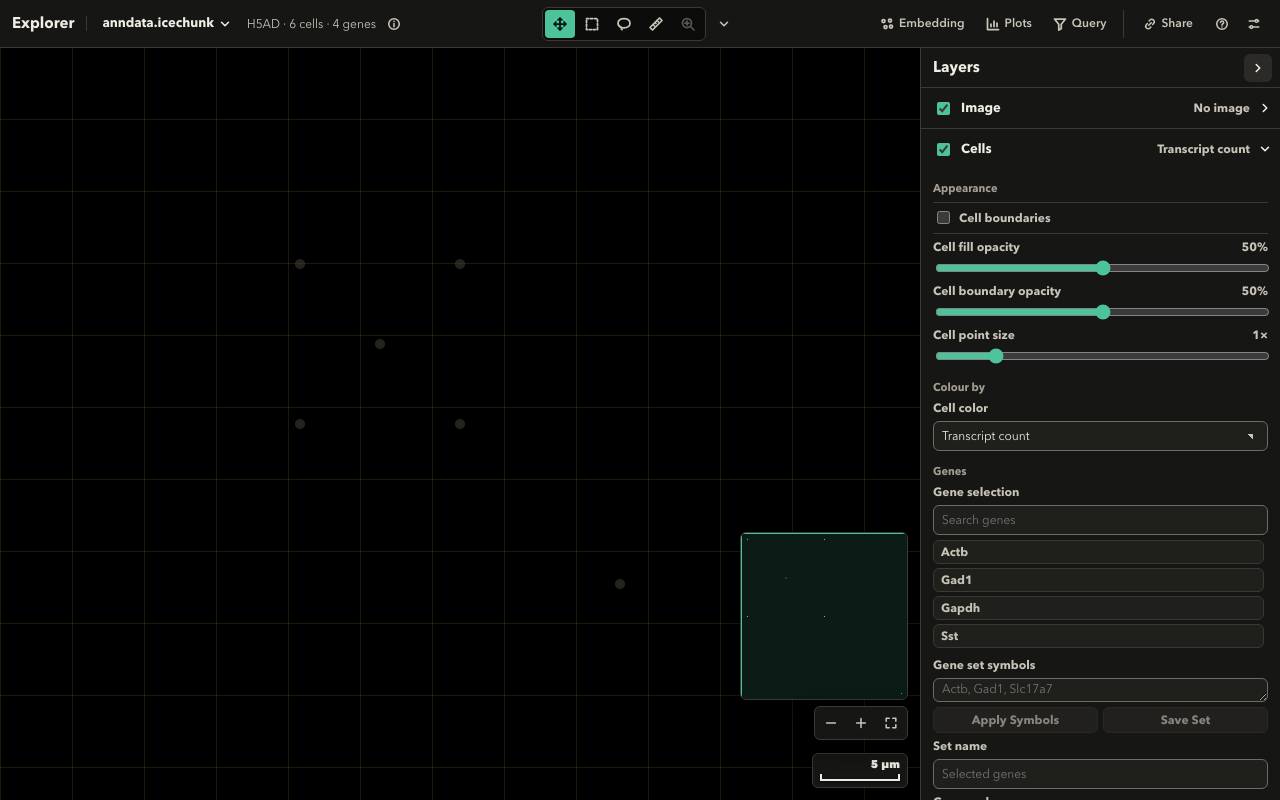 Explorer
anndata.icechunk
H5AD · 6 cells · 4 genes
Embedding
Plots
Query
Share
Layers
Image
No image
Cells
Transcript count
Appearance
Cell boundaries
Cell fill opacity
50%
Cell boundary opacity
50%
Cell point size
1×
Colour by
Cell color
Transcript count
Genes
Gene selection
Search genes
Actb
Gad1
Gapdh
Sst
Gene set symbols
Actb, Gad1, Slc17a7
Apply Symbols
Save Set
Set name
Selected genes
5 µm